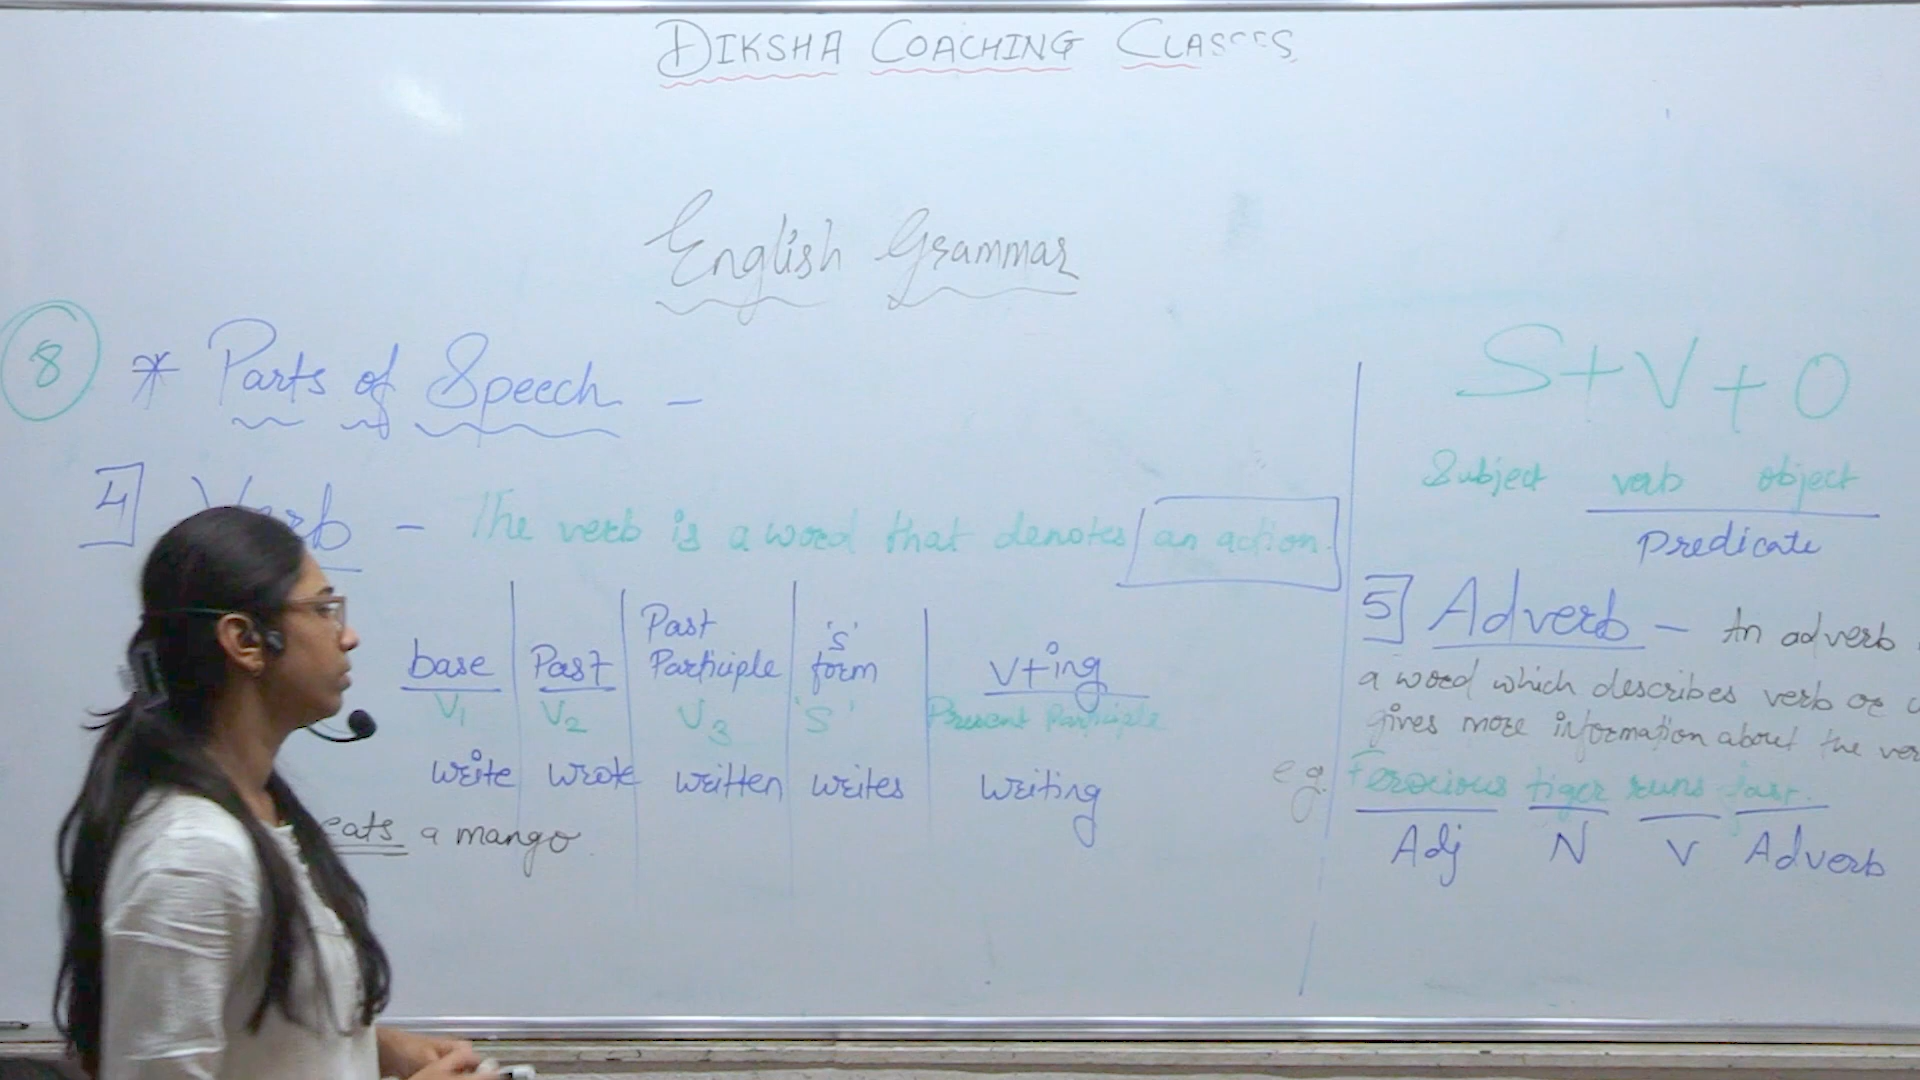 DIKSHA COACHING CLASSES
English Grammar
8 * Parts of Speech -
4] Verb - The verb is a word that denotes an action.
base | Past | Past Participle | 's' form | V+ing
V1 V2 V3 's' Present Participle
write wrote written writes writing
eats a mango.
S+V+O
Subject verb object
Predicate
5] Adverb - An adverb
a word which describes verb or
gives more information about the ver
e.g. Ferocious tiger runs fast.
Adj N V Adverb